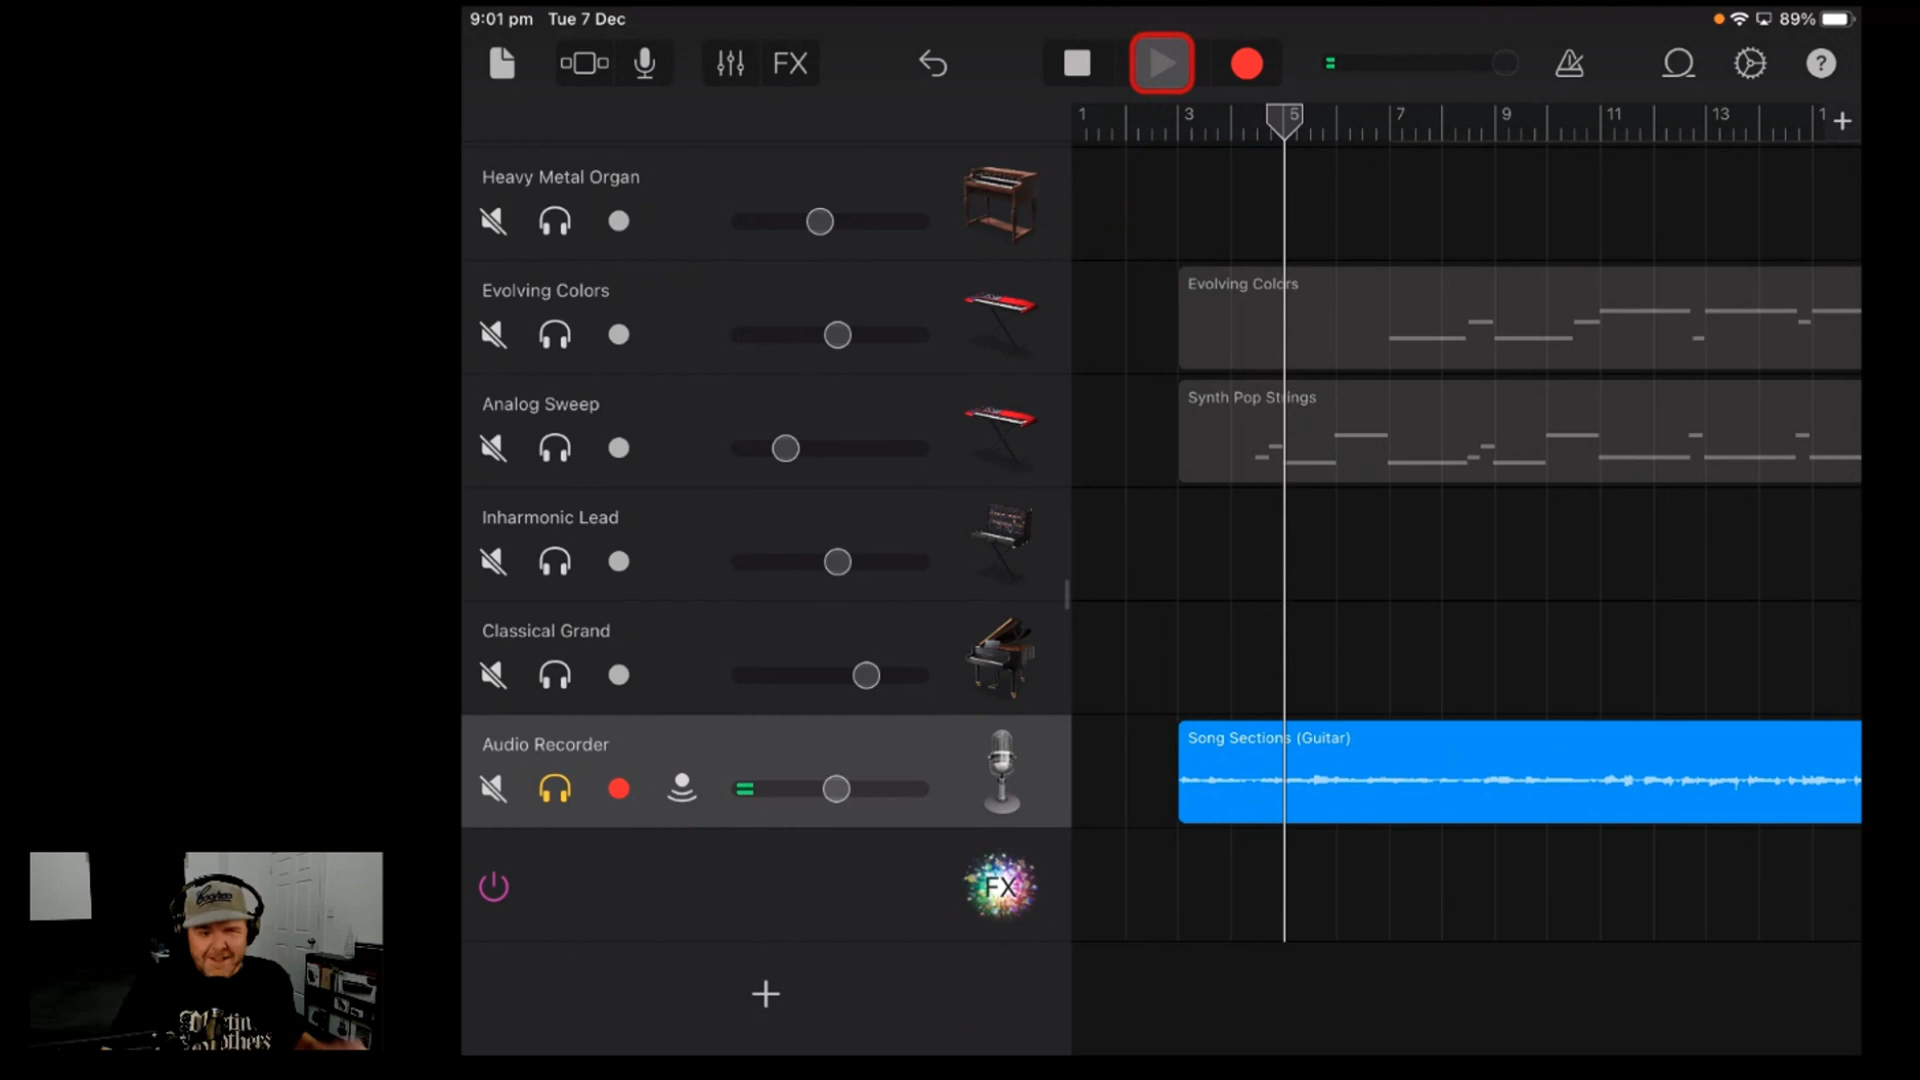 9:01 pm Tue 7 Dec
89%
FX
?
1 3 5 7 9 11 13 1
Heavy Metal Organ
Evolving Colors
Evolving Colors
Analog Sweep
Synth Pop Strings
Inharmonic Lead
Classical Grand
Audio Recorder
Song Sections (Guitar)
FX